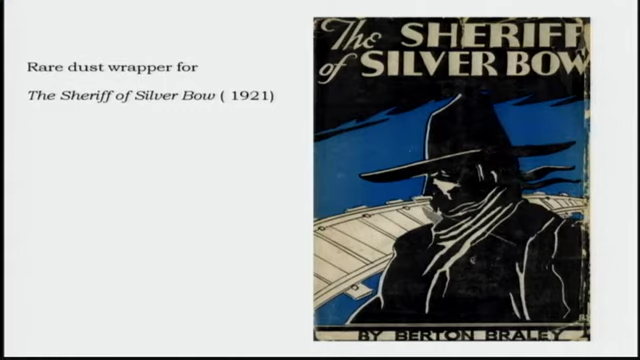 Rare dust wrapper for
The Sheriff of Silver Bow ( 1921)
The SHERIFF
of SILVER BOW
BY BERTON BRALEY